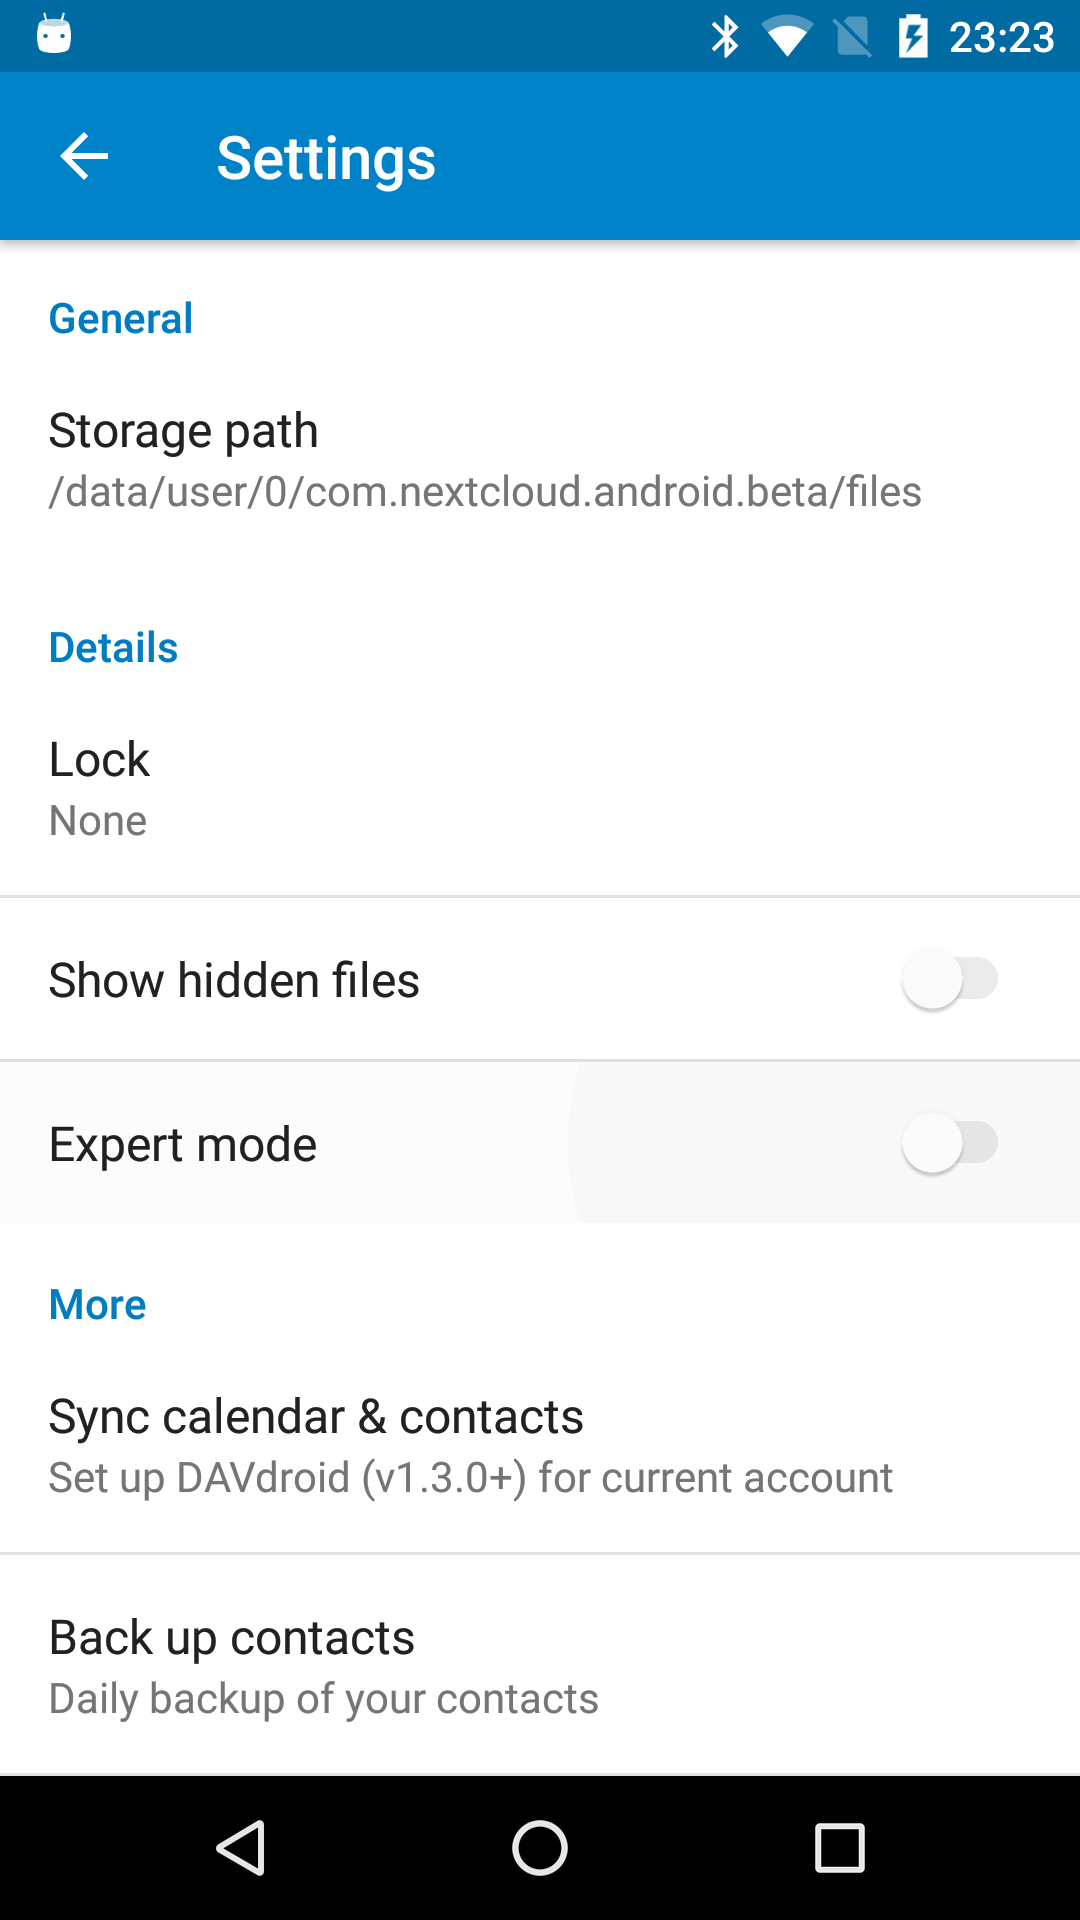 23:23
Settings
General
Storage path
/data/user/0/com.nextcloud.android.beta/files
Details
Lock
None
Show hidden files
Expert mode
More
Sync calendar & contacts
Set up DAVdroid (v1.3.0+) for current account
Back up contacts
Daily backup of your contacts